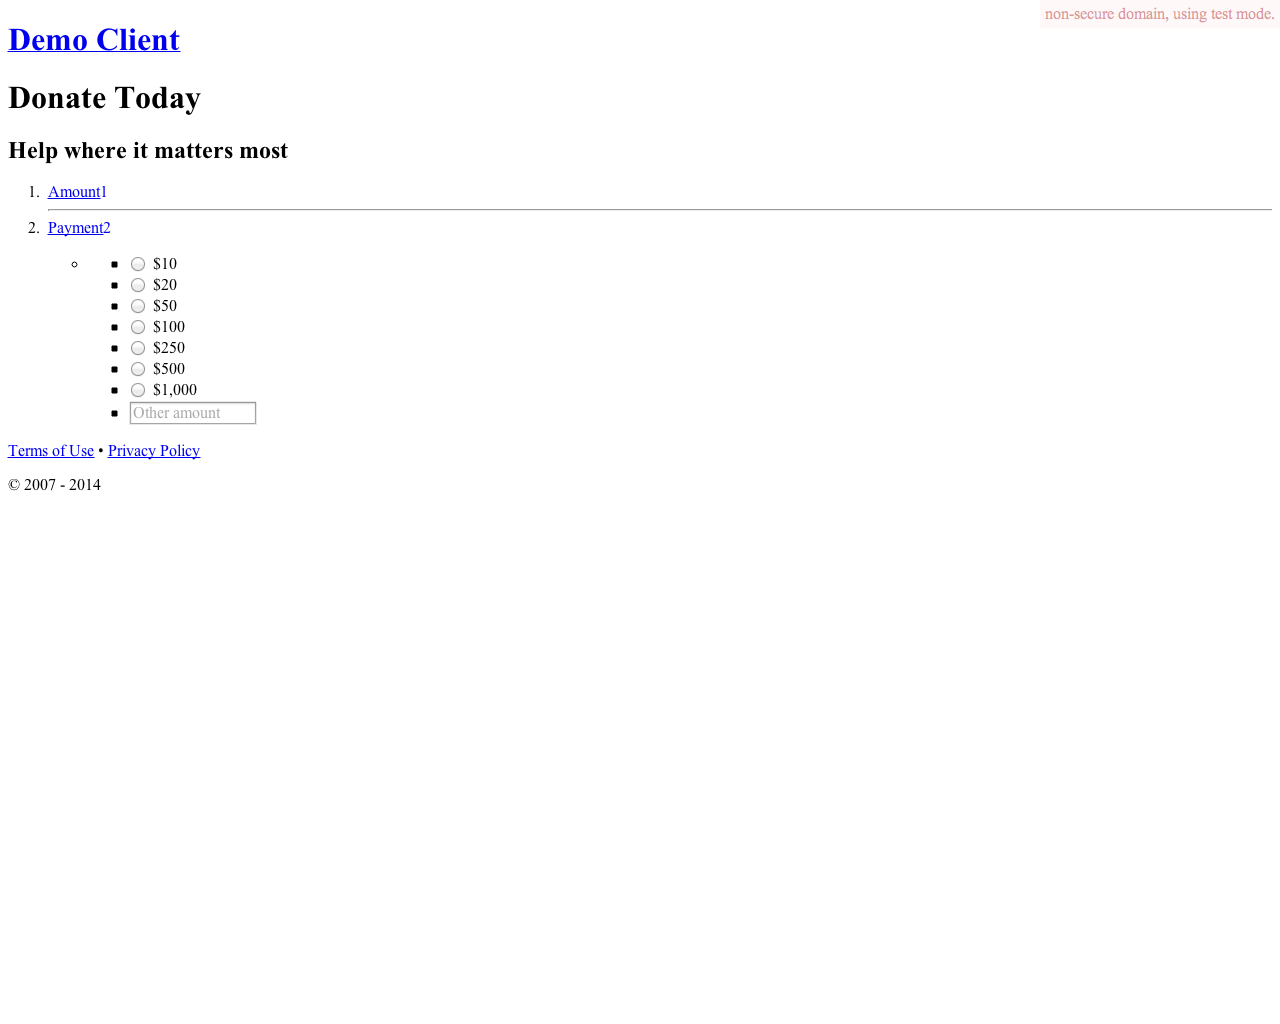 non-secure domain, using test mode.
Demo Client
Donate Today
Help where it matters most
1. Amount1
2. Payment2
$10
$20
$50
$100
$250
$500
$1,000
Other amount
Terms of Use • Privacy Policy
© 2007 - 2014